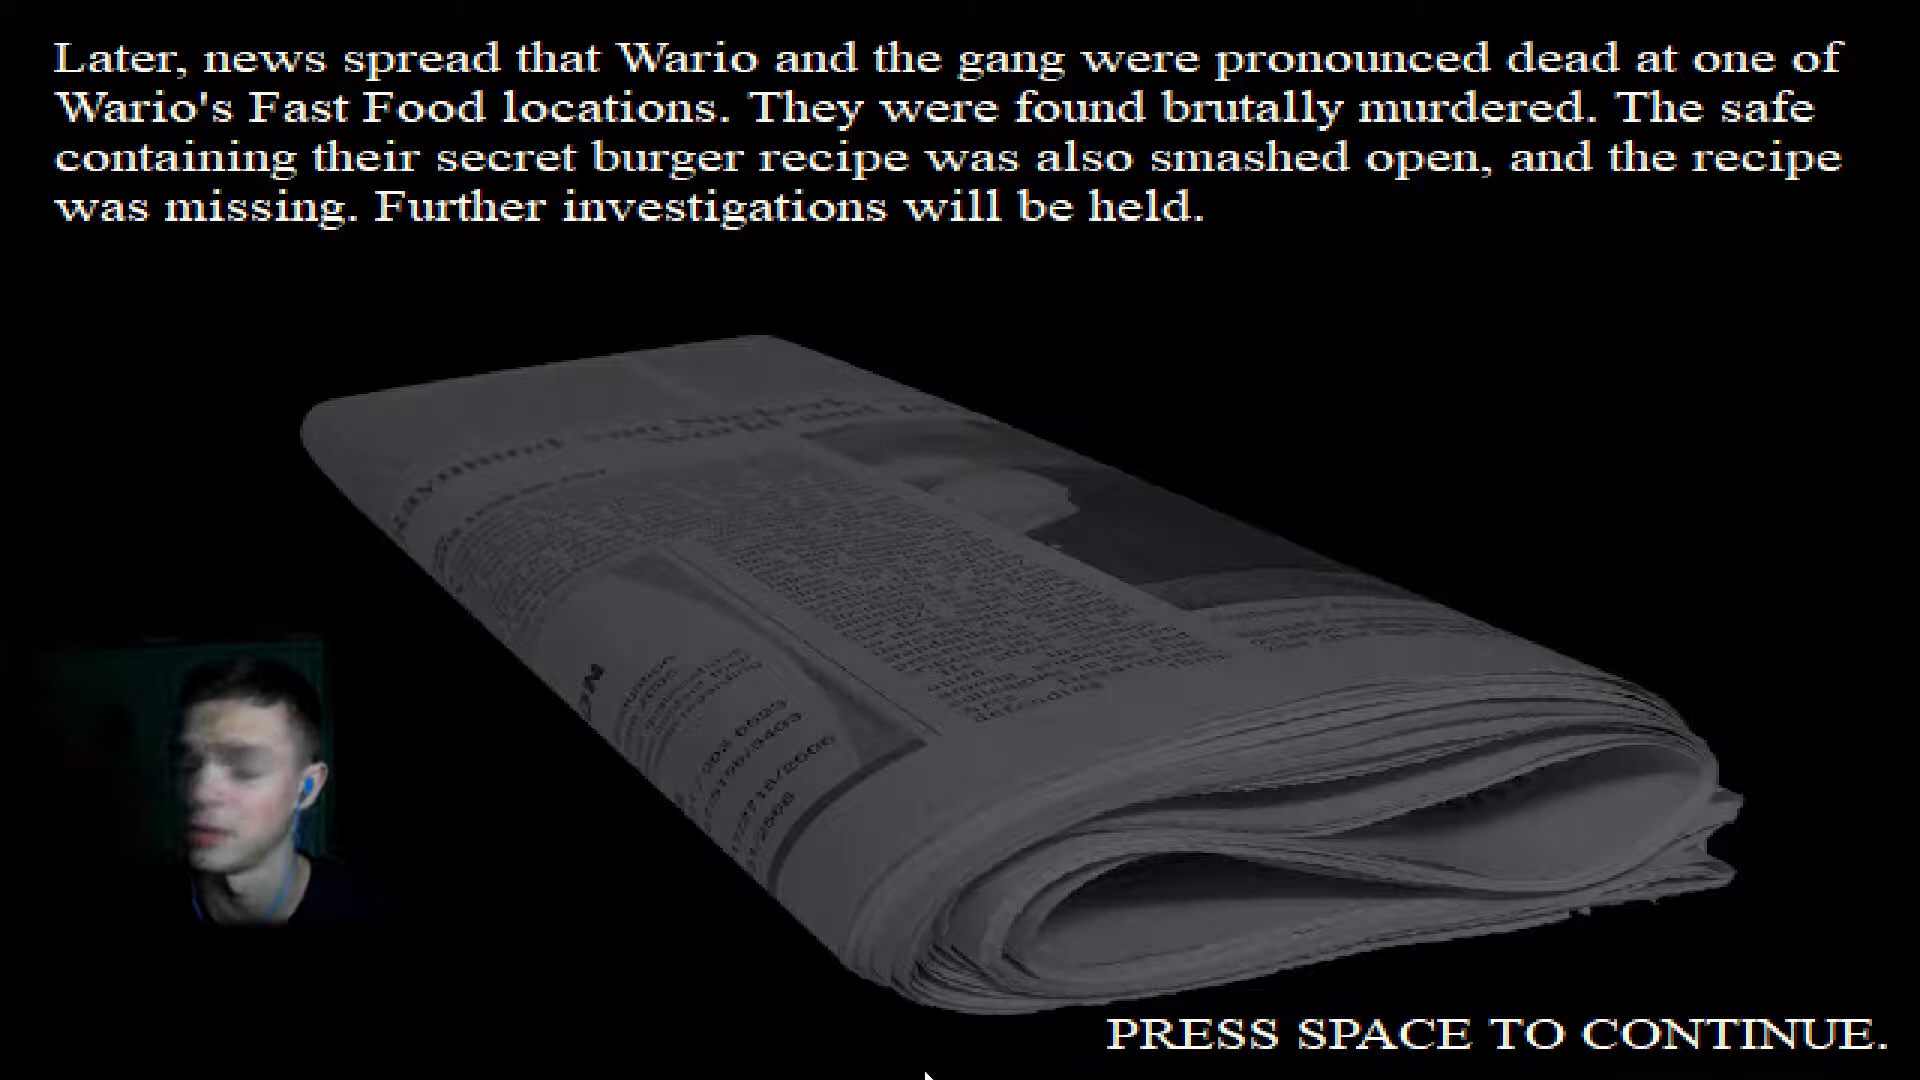 Later, news spread that Wario and the gang were pronounced dead at one of
Wario's Fast Food locations. They were found brutally murdered. The safe
containing their secret burger recipe was also smashed open, and the recipe
was missing. Further investigations will be held.
PRESS SPACE TO CONTINUE.